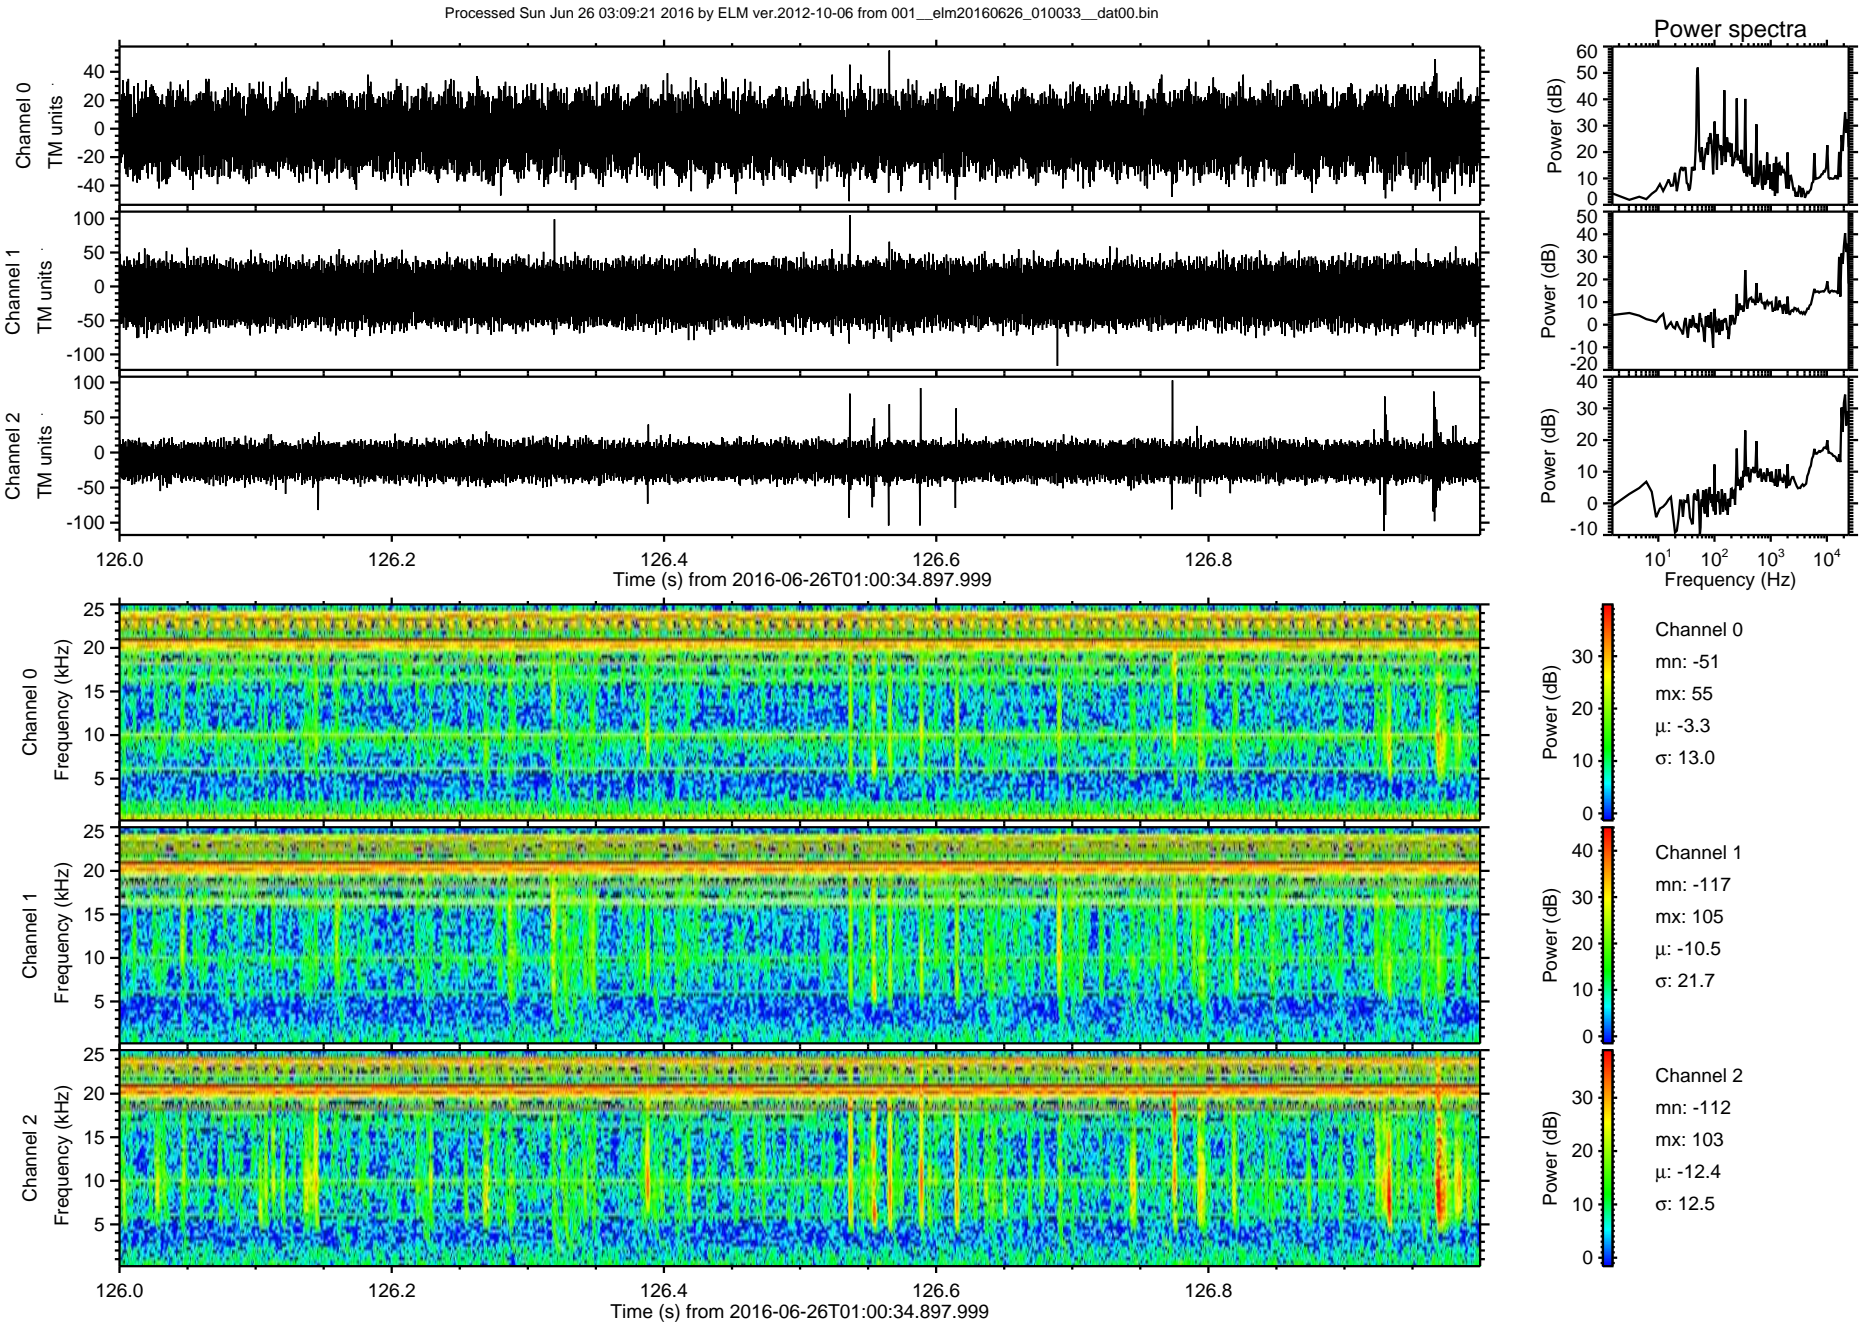 Processed Sun Jun 26 03:09:21 2016 by ELM ver.2012-10-06 from 001__elm20160626_010033__dat00.bin
Power spectra
Channel 0
TM units
40
20
0
-20
-40
Power (dB)
60
50
40
30
20
10
0
Channel 1
TM units
100
50
0
-50
-100
Power (dB)
50
40
30
20
10
0
-10
-20
Channel 2
TM units
100
50
0
-50
-100
Power (dB)
40
30
20
10
0
-10
126.0 126.2 126.4 126.6 126.8
Time (s) from 2016-06-26T01:00:34.897.999
10¹ 10² 10³ 10⁴
Frequency (Hz)
Channel 0
Frequency (kHz)
25
20
15
10
5
Power (dB)
30
20
10
0
Channel 0
mn: -51
mx: 55
µ: -3.3
σ: 13.0
Channel 1
Frequency (kHz)
25
20
15
10
5
Power (dB)
40
30
20
10
0
Channel 1
mn: -117
mx: 105
µ: -10.5
σ: 21.7
Channel 2
Frequency (kHz)
25
20
15
10
5
Power (dB)
30
20
10
0
Channel 2
mn: -112
mx: 103
µ: -12.4
σ: 12.5
126.0 126.2 126.4 126.6 126.8
Time (s) from 2016-06-26T01:00:34.897.999